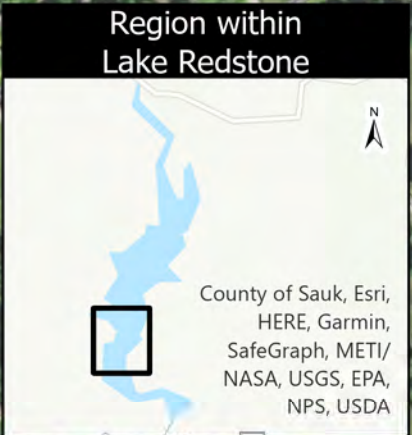 Region within
Lake Redstone
N
County of Sauk, Esri,
HERE, Garmin,
SafeGraph, METI/
NASA, USGS, EPA,
NPS, USDA